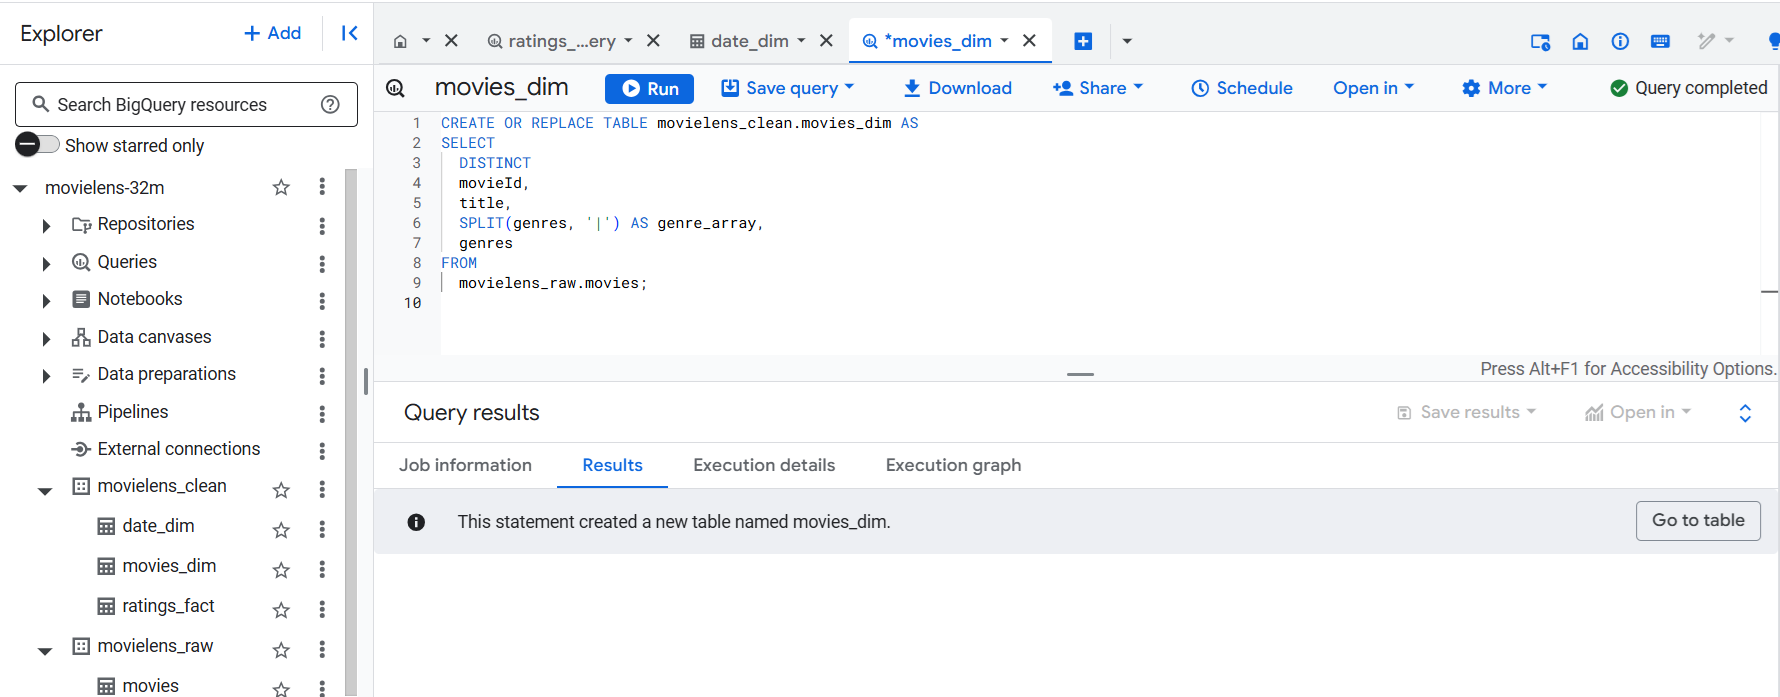 Explorer
+ Add
Search BigQuery resources
Show starred only
movielens-32m
Repositories
Queries
Notebooks
Data canvases
Data preparations
Pipelines
External connections
movielens_clean
date_dim
movies_dim
ratings_fact
movielens_raw
movies
ratings_...ery
date_dim
*movies_dim
movies_dim
Run
Save query
Download
Share
Schedule
Open in
More
Query completed
1 CREATE OR REPLACE TABLE movielens_clean.movies_dim AS
2 SELECT
3 DISTINCT
4 movieId,
5 title,
6 SPLIT(genres, '|') AS genre_array,
7 genres
8 FROM
9 movielens_raw.movies;
10
Press Alt+F1 for Accessibility Options.
Query results
Save results
Open in
Job information
Results
Execution details
Execution graph
This statement created a new table named movies_dim.
Go to table